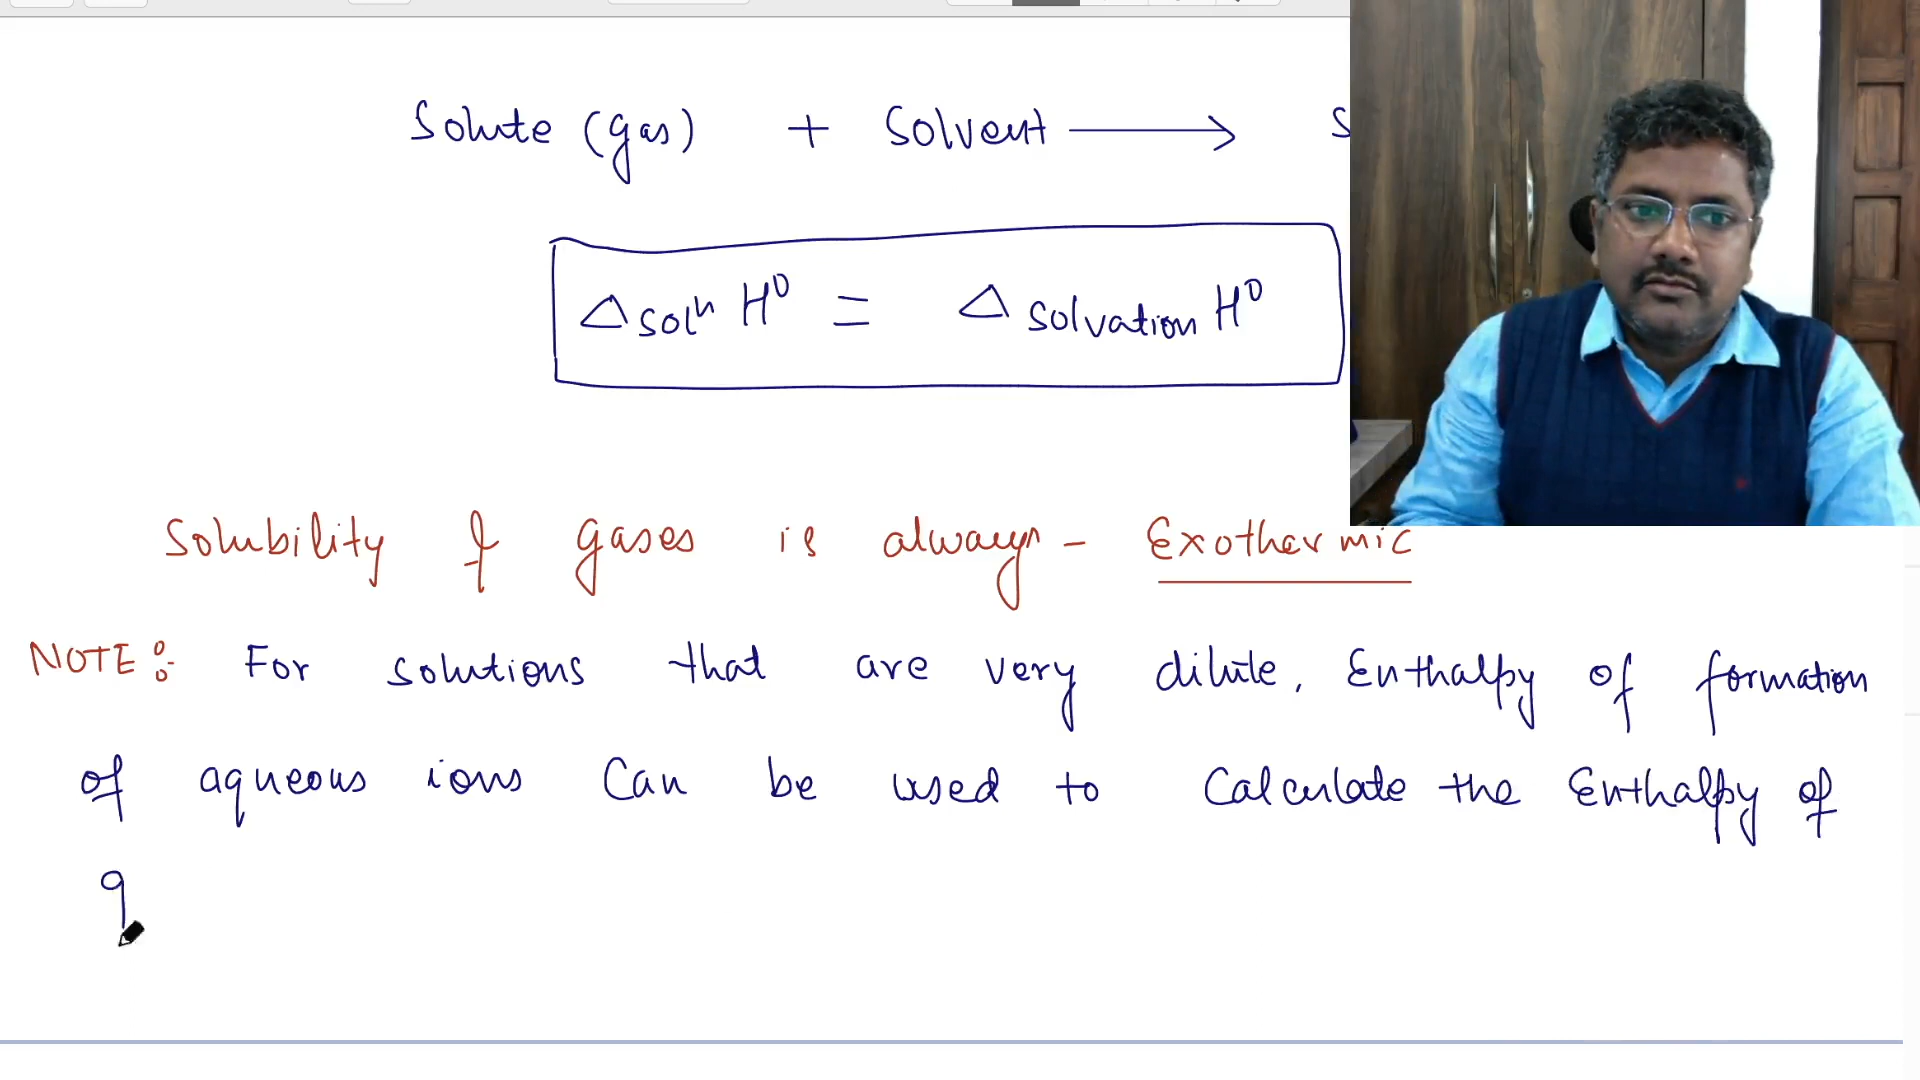 Solute (gas) + Solvent ⟶ S
Δ solⁿ H⁰ = Δ solvation H⁰
Solubility of gases is always - Exothermic
NOTE : For solutions that are very dilute, Enthalpy of formation
of aqueous ions Can be used to Calculate the Enthalpy of
q